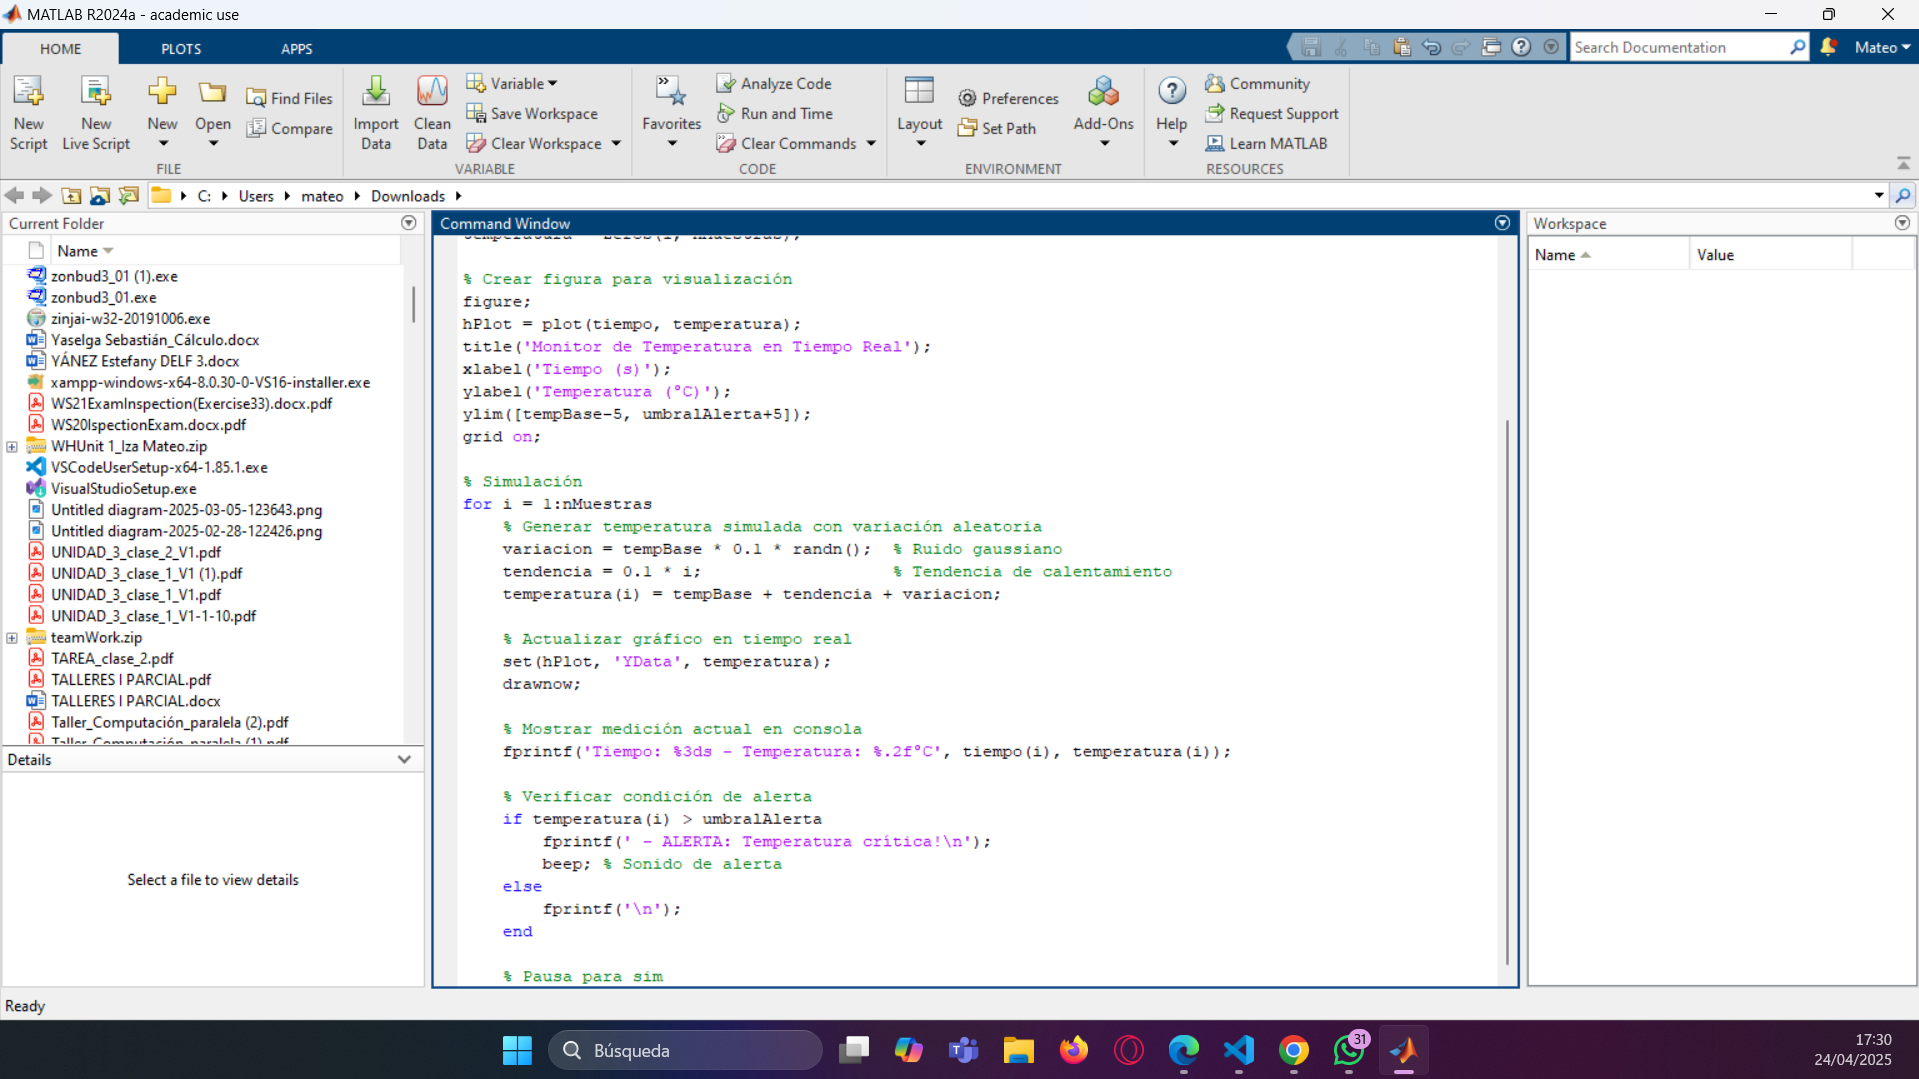 MATLAB R2024a - academic use
HOME
PLOTS
APPS
Search Documentation
Mateo
New Script
New Live Script
New
Open
Find Files
Compare
FILE
Import Data
Clean Data
Variable
Save Workspace
Clear Workspace
VARIABLE
Favorites
Analyze Code
Run and Time
Clear Commands
CODE
Layout
Preferences
Set Path
Add-Ons
ENVIRONMENT
Help
Community
Request Support
Learn MATLAB
RESOURCES
C: Users mateo Downloads
Current Folder
Name
zonbud3_01 (1).exe
zonbud3_01.exe
zinjai-w32-20191006.exe
Yaselga Sebastián_Cálculo.docx
YÁNEZ Estefany DELF 3.docx
xampp-windows-x64-8.0.30-0-VS16-installer.exe
WS21ExamInspection(Exercise33).docx.pdf
WS20IspectionExam.docx.pdf
WHUnit 1_Iza Mateo.zip
VSCodeUserSetup-x64-1.85.1.exe
VisualStudioSetup.exe
Untitled diagram-2025-03-05-123643.png
Untitled diagram-2025-02-28-122426.png
UNIDAD_3_clase_2_V1.pdf
UNIDAD_3_clase_1_V1 (1).pdf
UNIDAD_3_clase_1_V1.pdf
UNIDAD_3_clase_1_V1-1-10.pdf
teamWork.zip
TAREA_clase_2.pdf
TALLERES I PARCIAL.pdf
TALLERES I PARCIAL.docx
Taller_Computación_paralela (2).pdf
Taller_Computación_paralela (1).pdf
Details
Select a file to view details
Ready
Command Window
% Crear figura para visualización
figure;
hPlot = plot(tiempo, temperatura);
title('Monitor de Temperatura en Tiempo Real');
xlabel('Tiempo (s)');
ylabel('Temperatura (°C)');
ylim([tempBase-5, umbralAlerta+5]);
grid on;
% Simulación
for i = 1:nMuestras
% Generar temperatura simulada con variación aleatoria
variacion = tempBase * 0.1 * randn(); % Ruido gaussiano
tendencia = 0.1 * i; % Tendencia de calentamiento
temperatura(i) = tempBase + tendencia + variacion;
% Actualizar gráfico en tiempo real
set(hPlot, 'YData', temperatura);
drawnow;
% Mostrar medición actual en consola
fprintf('Tiempo: %3ds - Temperatura: %.2f°C', tiempo(i), temperatura(i));
% Verificar condición de alerta
if temperatura(i) > umbralAlerta
fprintf(' - ALERTA: Temperatura crítica!\n');
beep; % Sonido de alerta
else
fprintf('\n');
end
% Pausa para sim
Workspace
Name
Value
Búsqueda
31
17:30
24/04/2025